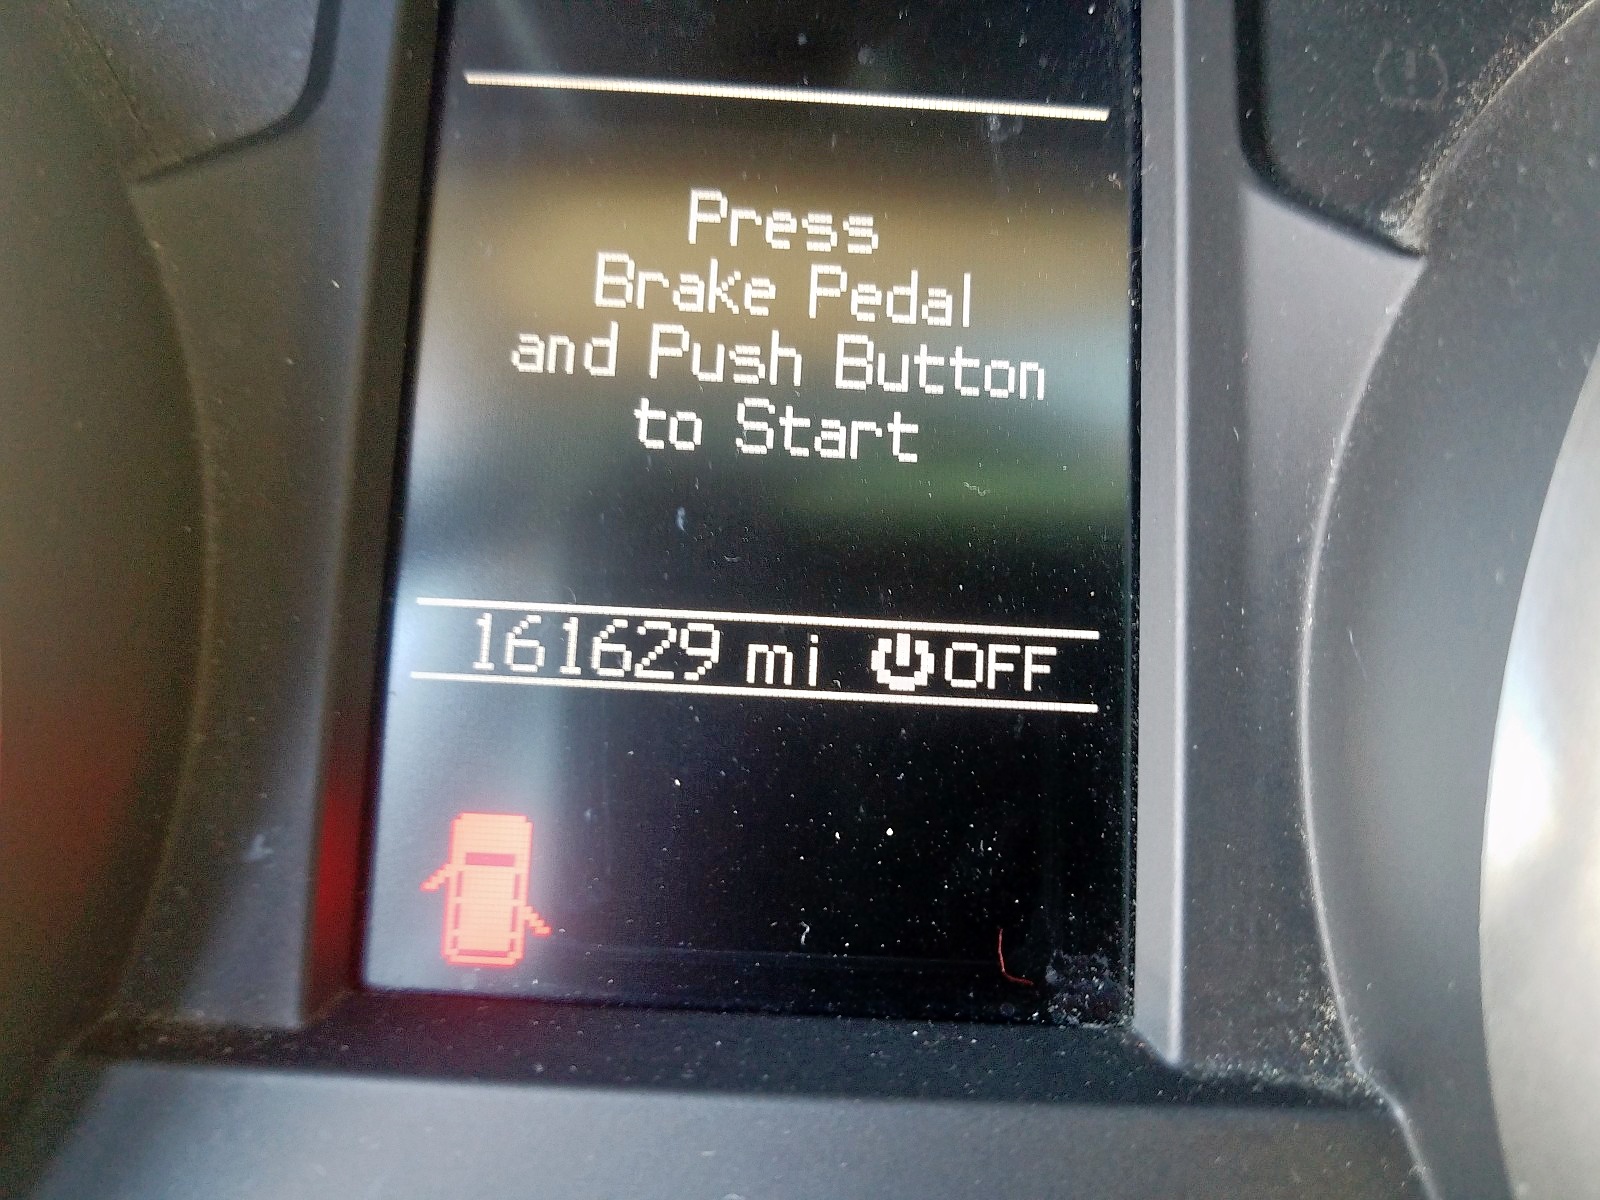 Press
Brake Pedal
and Push Button
to Start
161629 mi OFF